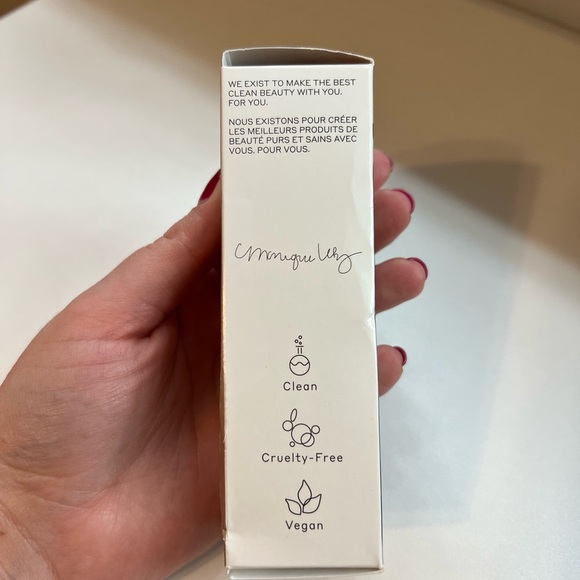 WE EXIST TO MAKE THE BEST
CLEAN BEAUTY WITH YOU.
FOR YOU.
NOUS EXISTONS POUR CRÉER
LES MEILLEURS PRODUITS DE
BEAUTÉ PURS ET SAINS AVEC
VOUS. POUR VOUS.
Monique
Clean
Cruelty-Free
Vegan